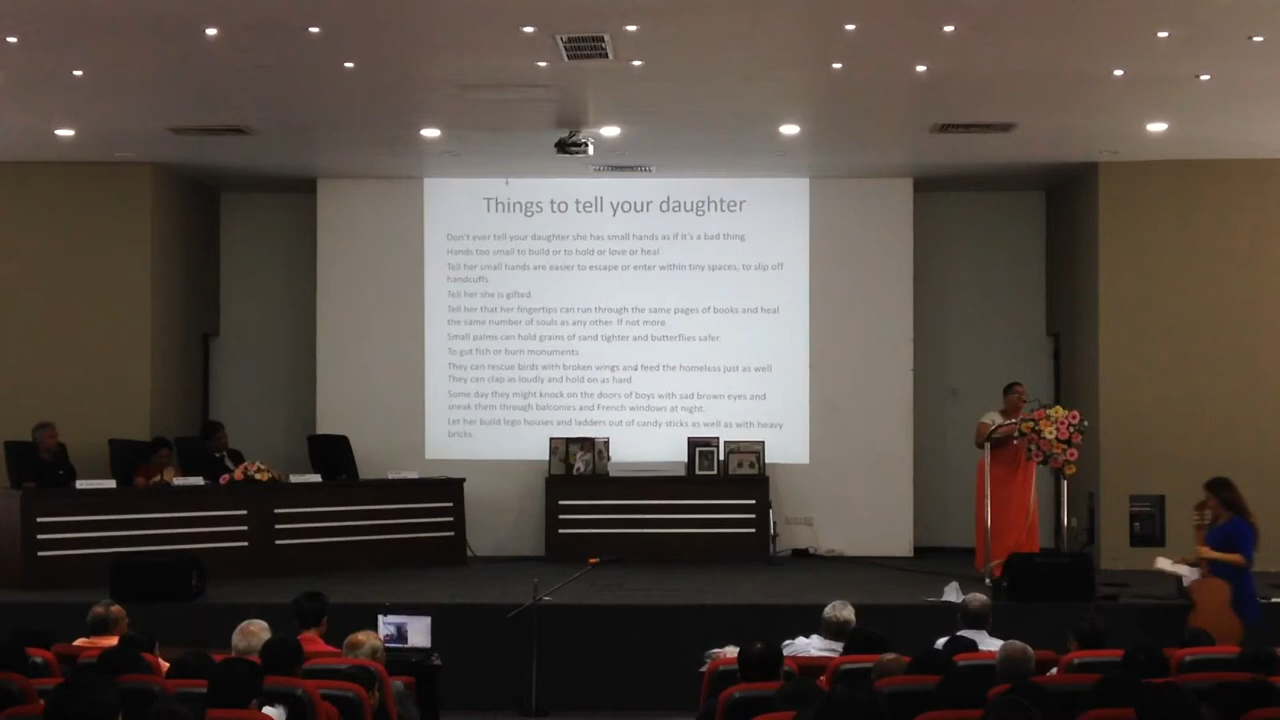 Things to tell your daughter
Don't ever tell your daughter she has small hands as if it's a bad thing
Hands too small to build or to hold or love or heal
Tell her small hands are easier to escape or enter within tiny spaces, to slip off
handcuffs.
Tell her she is gifted.
Tell her that her fingertips can run through the same pages of books and heal
the same number of souls as any other. If not more.
Small palms can hold grains of sand tighter and butterflies safer
To gut fish or burn monuments.
They can rescue birds with broken wings and feed the homeless just as well
They can clap as loudly and hold on as hard
Some day they might knock on the doors of boys with sad brown eyes and
sneak them through balconies and French windows at night.
Let her build lego houses and ladders out of candy sticks as well as with heavy
bricks.